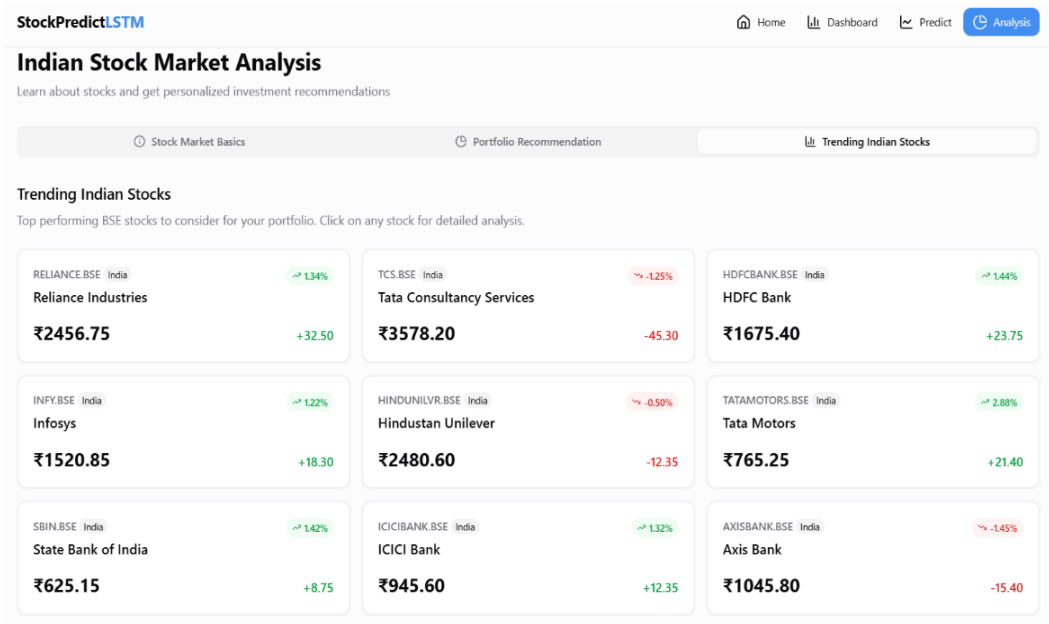 StockPredictLSTM Home Dashboard Predict Analysis
Indian Stock Market Analysis
Learn about stocks and get personalized investment recommendations
Stock Market Basics Portfolio Recommendation Trending Indian Stocks
Trending Indian Stocks
Top performing BSE stocks to consider for your portfolio. Click on any stock for detailed analysis.
RELIANCE.BSE India 1.34%
Reliance Industries
₹2456.75 +32.50
TCS.BSE India -1.25%
Tata Consultancy Services
₹3578.20 -45.30
HDFCBANK.BSE India 1.44%
HDFC Bank
₹1675.40 +23.75
INFY.BSE India 1.22%
Infosys
₹1520.85 +18.30
HINDUNILVR.BSE India -0.50%
Hindustan Unilever
₹2480.60 -12.35
TATAMOTORS.BSE India 2.88%
Tata Motors
₹765.25 +21.40
SBIN.BSE India 1.42%
State Bank of India
₹625.15 +8.75
ICICIBANK.BSE India 1.32%
ICICI Bank
₹945.60 +12.35
AXISBANK.BSE India -1.45%
Axis Bank
₹1045.80 -15.40